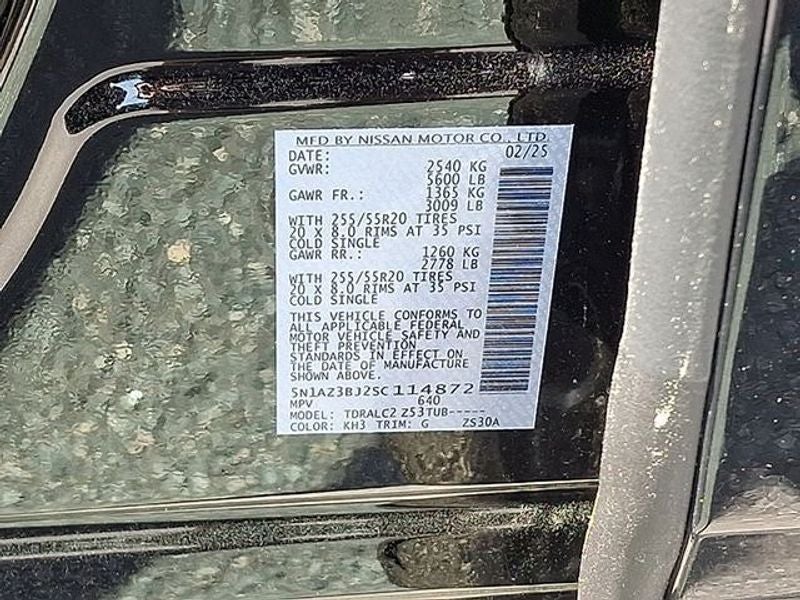 MFD BY NISSAN MOTOR CO., LTD.
DATE: 02/25
GVWR: 2540 KG
5600 LB
GAWR FR.: 1365 KG
3009 LB
WITH 255/55R20 TIRES
20 X 8.0 RIMS AT 35 PSI
COLD SINGLE
GAWR RR.: 1260 KG
2778 LB
WITH 255/55R20 TIRES
20 X 8.0 RIMS AT 35 PSI
COLD SINGLE
THIS VEHICLE CONFORMS TO
ALL APPLICABLE FEDERAL
MOTOR VEHICLE SAFETY AND
THEFT PREVENTION
STANDARDS IN EFFECT ON
THE DATE OF MANUFACTURE
SHOWN ABOVE.
5N1AZ3BJ2SC114872
MPV 640
MODEL: TDRALC2 Z53TUB-----
COLOR: KH3 TRIM: G ZS30A